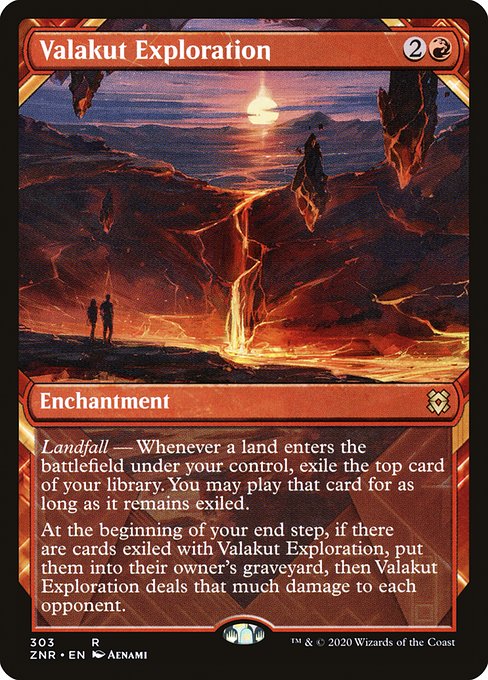 Valakut Exploration 2
Enchantment
Landfall — Whenever a land enters the
battlefield under your control, exile the top card
of your library. You may play that card for as
long as it remains exiled.
At the beginning of your end step, if there
are cards exiled with Valakut Exploration, put
them into their owner's graveyard, then Valakut
Exploration deals that much damage to each
opponent.
303 R
ZNR • EN Aenami
™ & © 2020 Wizards of the Coast